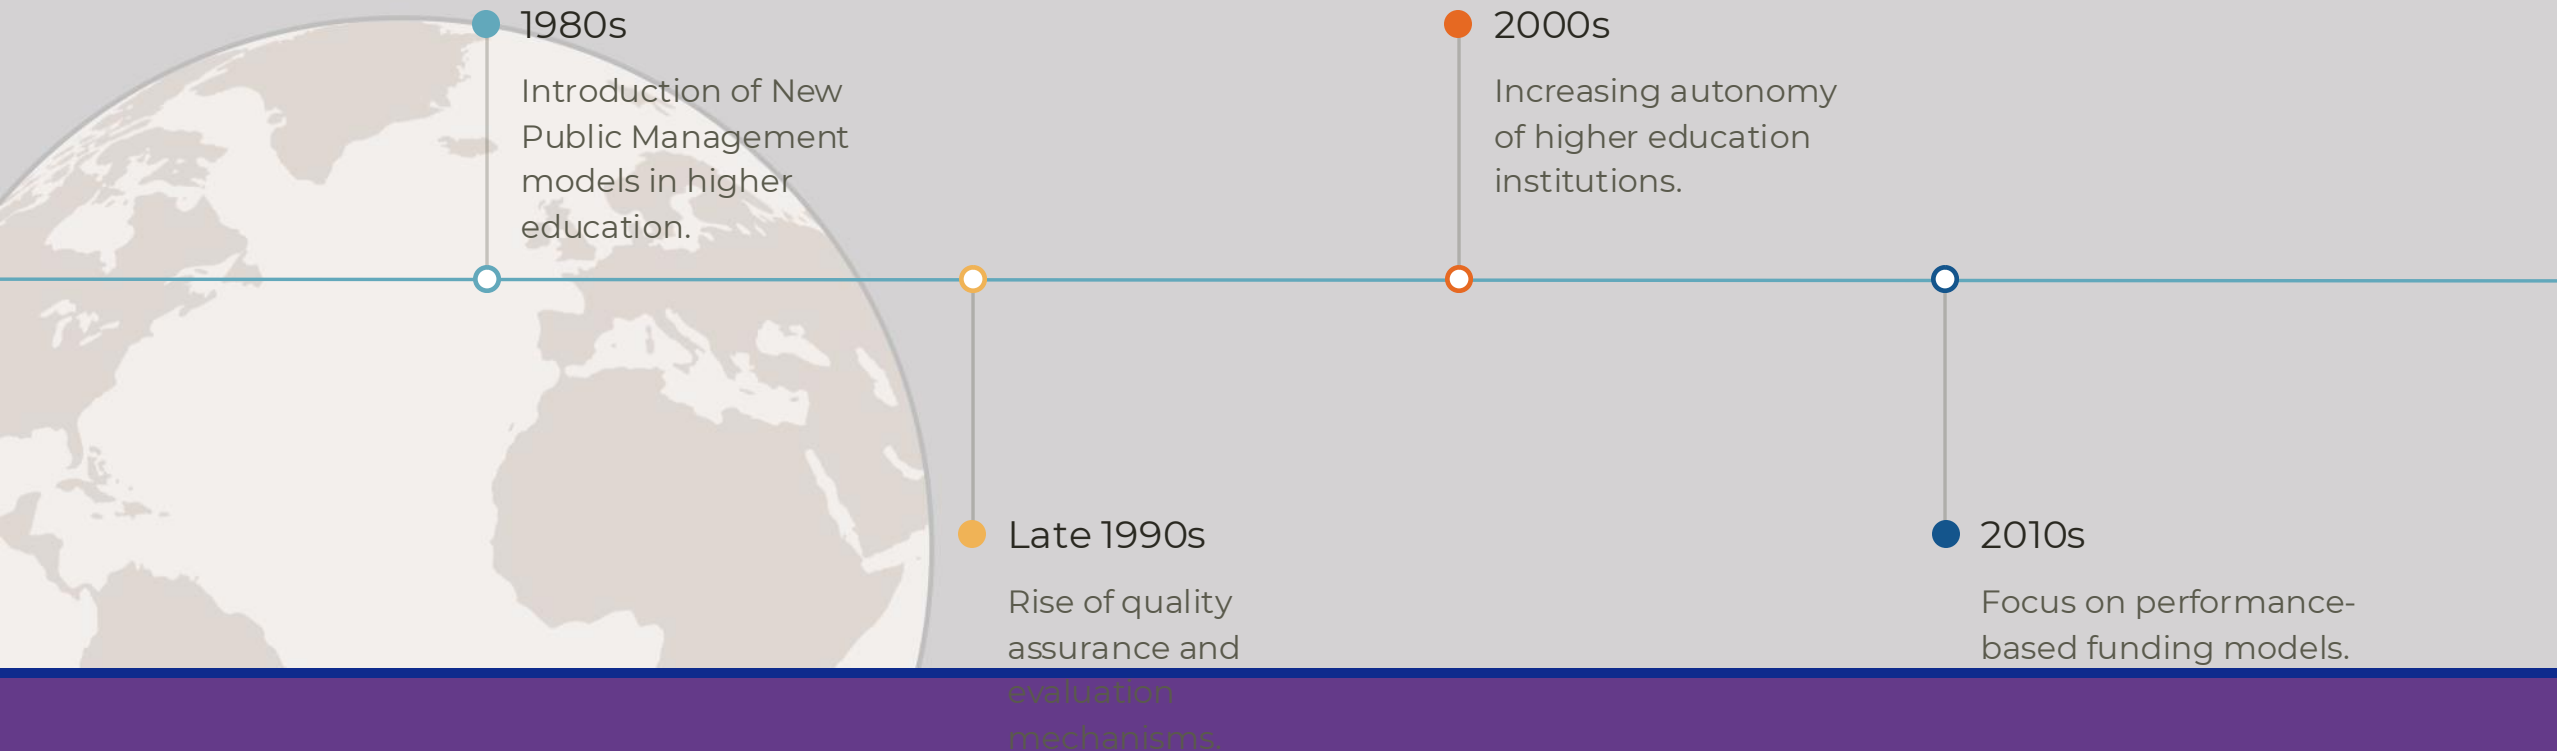 1980s
Introduction of New
Public Management
models in higher
education.
Late 1990s
Rise of quality
assurance and
evaluation
mechanisms.
2000s
Increasing autonomy
of higher education
institutions.
2010s
Focus on performance-
based funding models.